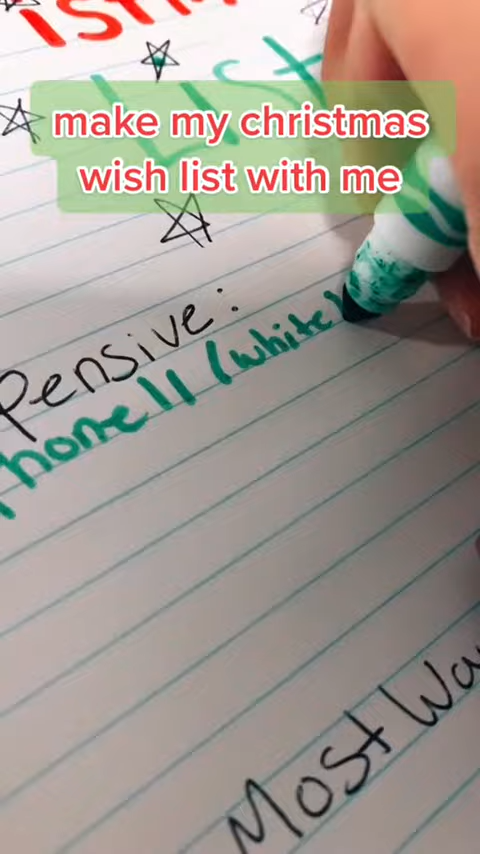 LIST
make my christmas
wish list with me
pensive:
hone 11 (white)
Most Wa